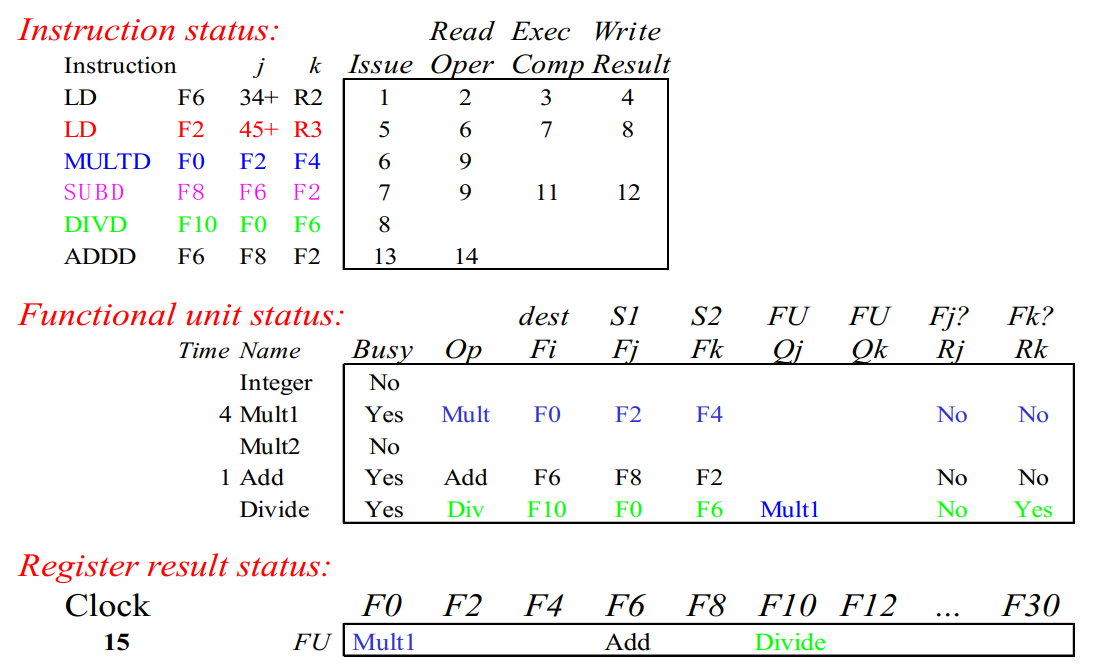 Instruction status: Read Exec Write
Instruction j k Issue Oper Comp Result
LD F6 34+ R2 1 2 3 4
LD F2 45+ R3 5 6 7 8
MULTD F0 F2 F4 6 9
SUBD F8 F6 F2 7 9 11 12
DIVD F10 F0 F6 8
ADDD F6 F8 F2 13 14
Functional unit status: dest S1 S2 FU FU Fj? Fk?
Time Name Busy Op Fi Fj Fk Qj Qk Rj Rk
Integer No
4 Mult1 Yes Mult F0 F2 F4 No No
Mult2 No
1 Add Yes Add F6 F8 F2 No No
Divide Yes Div F10 F0 F6 Mult1 No Yes
Register result status:
Clock F0 F2 F4 F6 F8 F10 F12 ... F30
15 FU Mult1 Add Divide